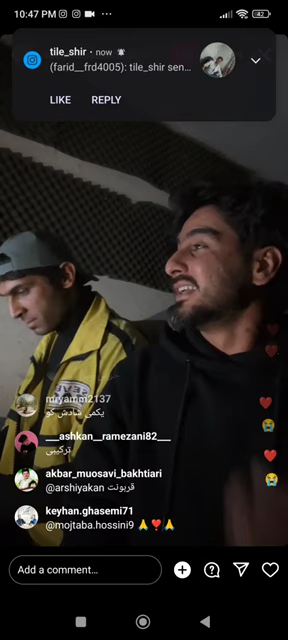 10:47 PM
42
tile_shir • now
(farid__frd4005): tile_shir sen...
LIKE REPLY
mryamm2137
یکمی شادش کو
___ashkan__ramezani82___
ترکیبی
akbar_muosavi_bakhtiari
@arshiyakan قربونت
keyhan.ghasemi71
@mojtaba.hossini9 🙏❣️🙏
Add a comment...